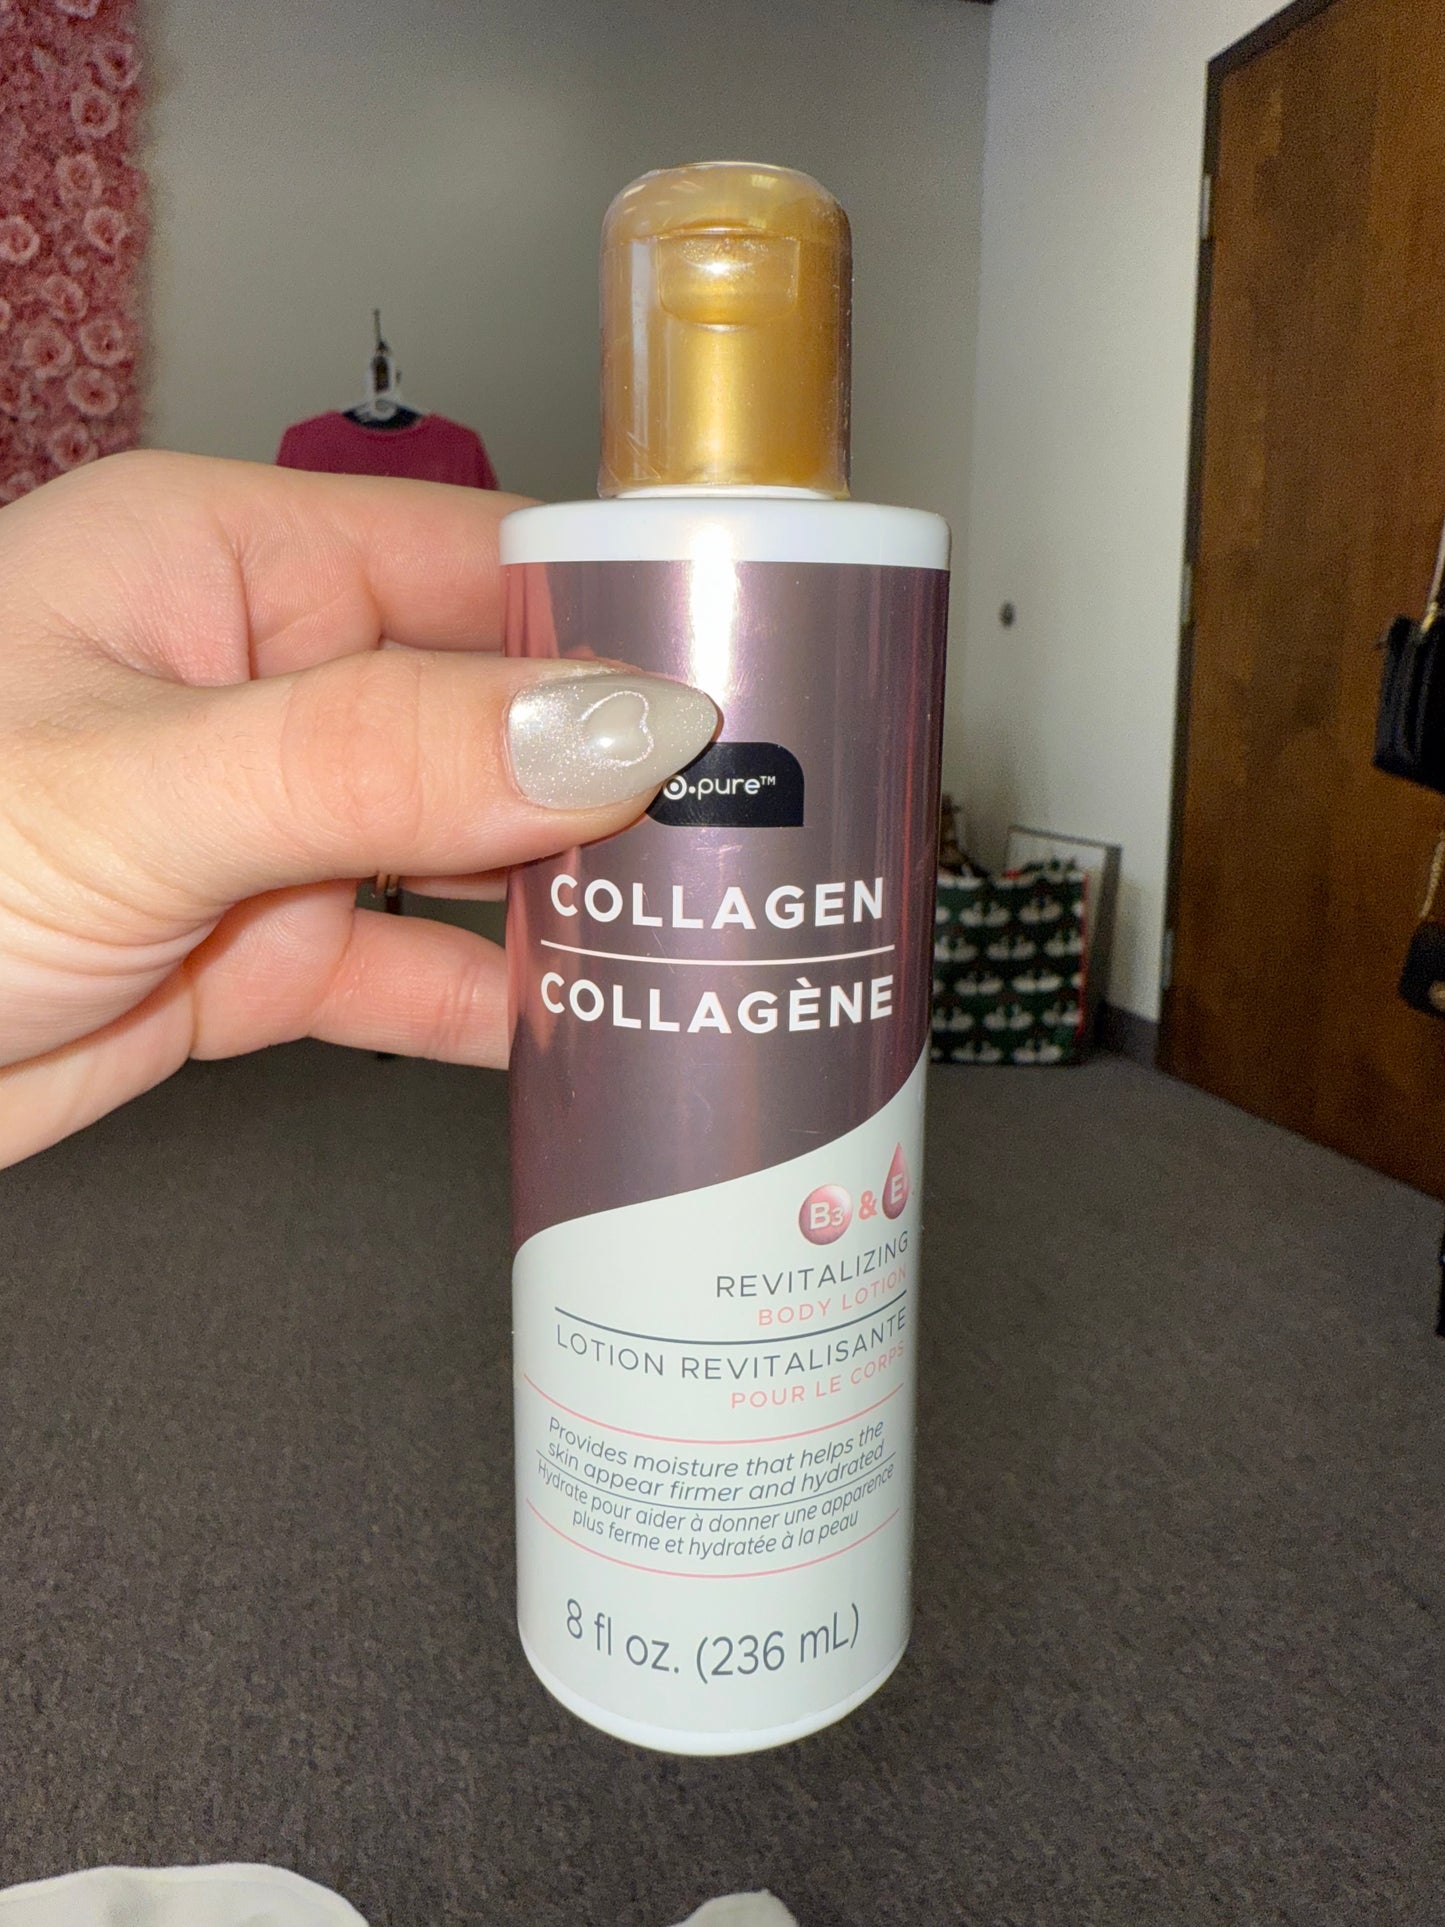 .pure™
COLLAGEN
COLLAGÈNE
B3 & E
REVITALIZING
BODY LOTION
LOTION REVITALISANTE
POUR LE CORPS
Provides moisture that helps the
skin appear firmer and hydrated
Hydrate pour aider à donner une apparence
plus ferme et hydratée à la peau
8 fl oz. (236 mL)